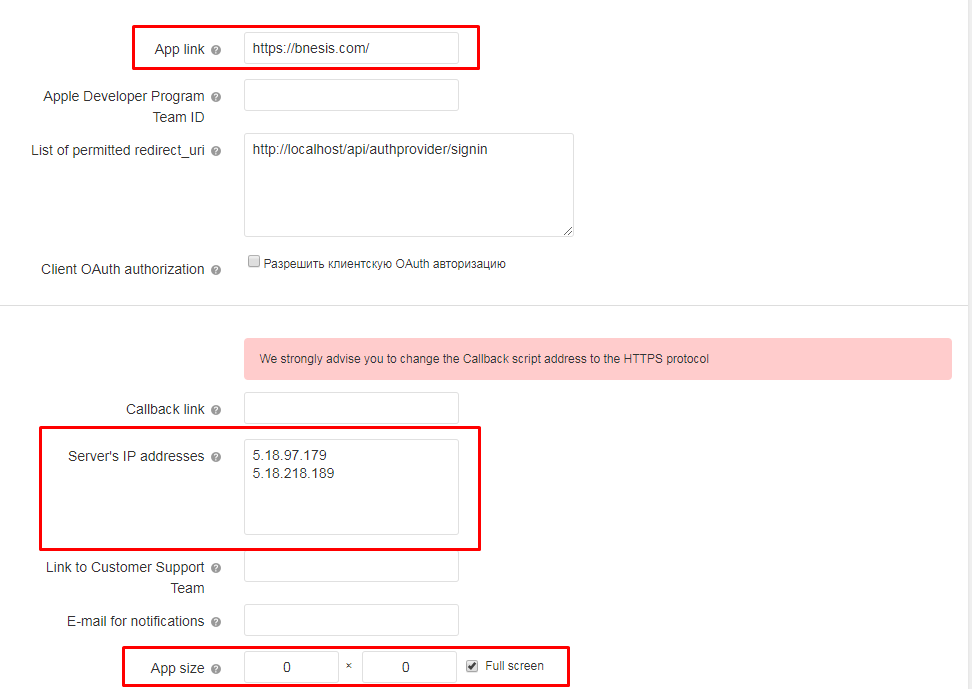 App link ? https://bnesis.com/
Apple Developer Program ?
Team ID
List of permitted redirect_uri ? http://localhost/api/authprovider/signin
Client OAuth authorization ? Разрешить клиентскую OAuth авторизацию
We strongly advise you to change the Callback script address to the HTTPS protocol
Callback link ?
Server's IP addresses ? 5.18.97.179
5.18.218.189
Link to Customer Support ?
Team
E-mail for notifications ?
App size ? 0 × 0 Full screen